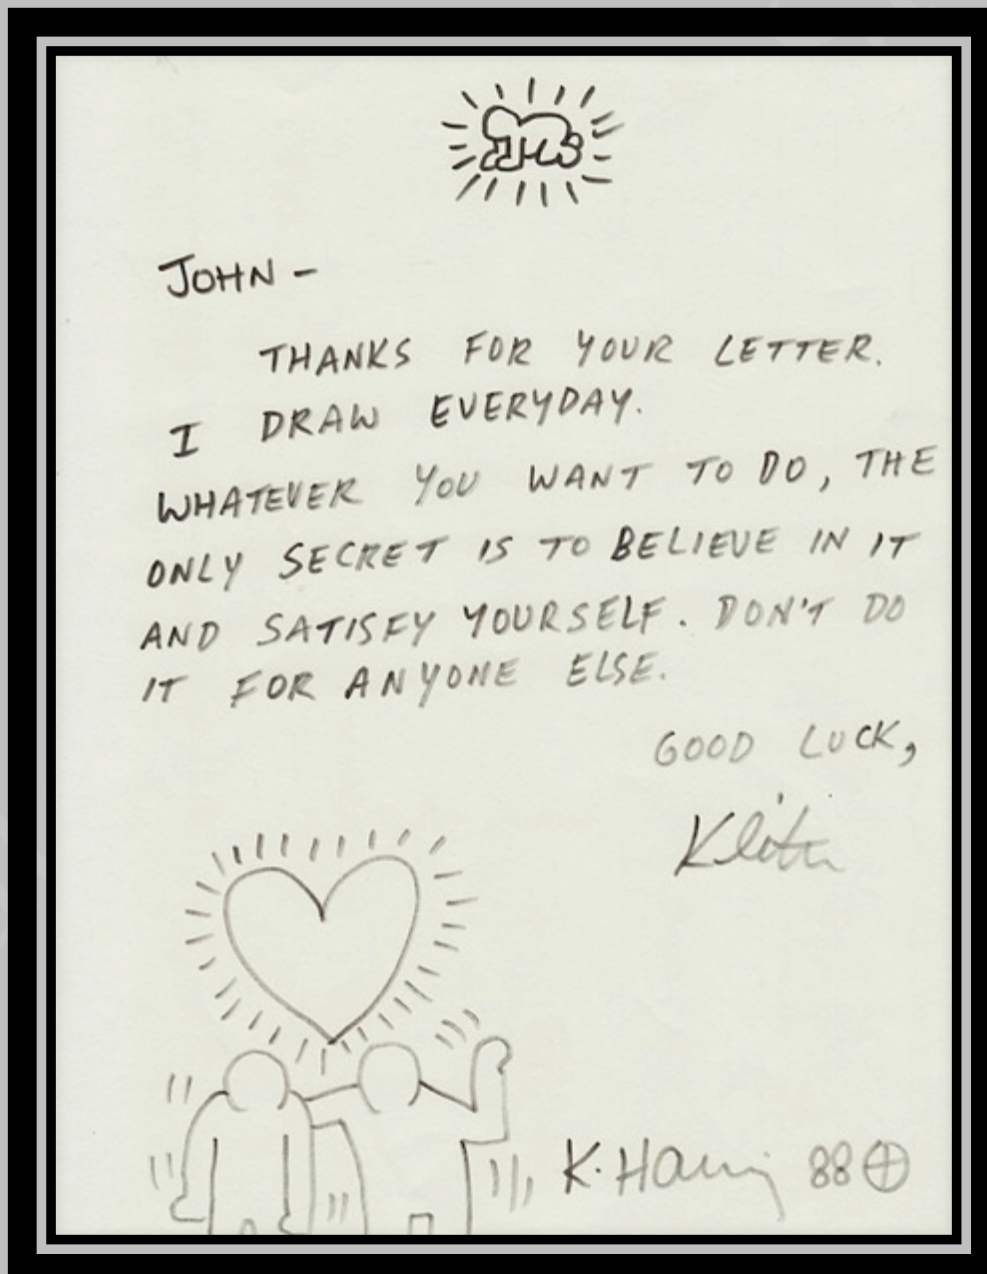 JOHN –
THANKS FOR YOUR LETTER.
I DRAW EVERYDAY.
WHATEVER YOU WANT TO DO, THE
ONLY SECRET IS TO BELIEVE IN IT
AND SATISFY YOURSELF. DON'T DO
IT FOR ANYONE ELSE.
GOOD LUCK,
Keith
K. Haring 88